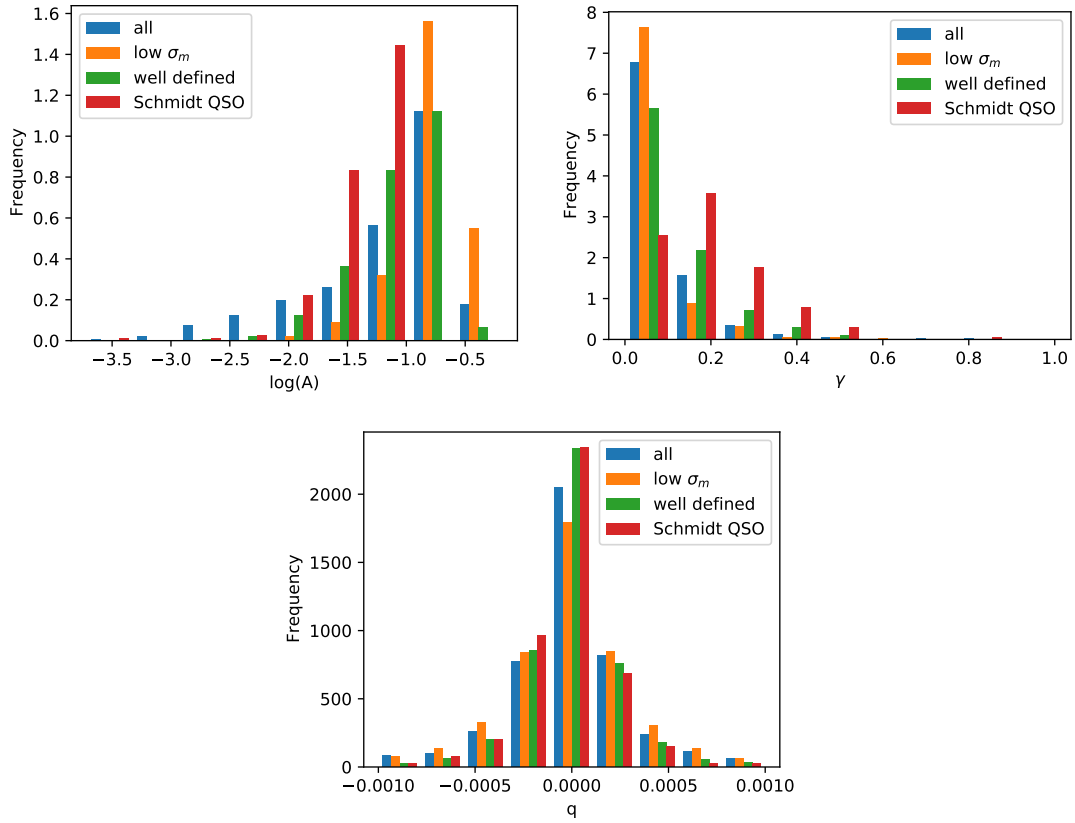 1.6
1.4
1.2
1.0
0.8
0.6
0.4
0.2
0.0
Frequency
all
low σm
well defined
Schmidt QSO
−3.5 −3.0 −2.5 −2.0 −1.5 −1.0 −0.5
log(A)
8
7
6
5
4
3
2
1
0
Frequency
all
low σm
well defined
Schmidt QSO
0.0 0.2 0.4 0.6 0.8 1.0
γ
2000
1500
1000
500
0
Frequency
all
low σm
well defined
Schmidt QSO
−0.0010 −0.0005 0.0000 0.0005 0.0010
q